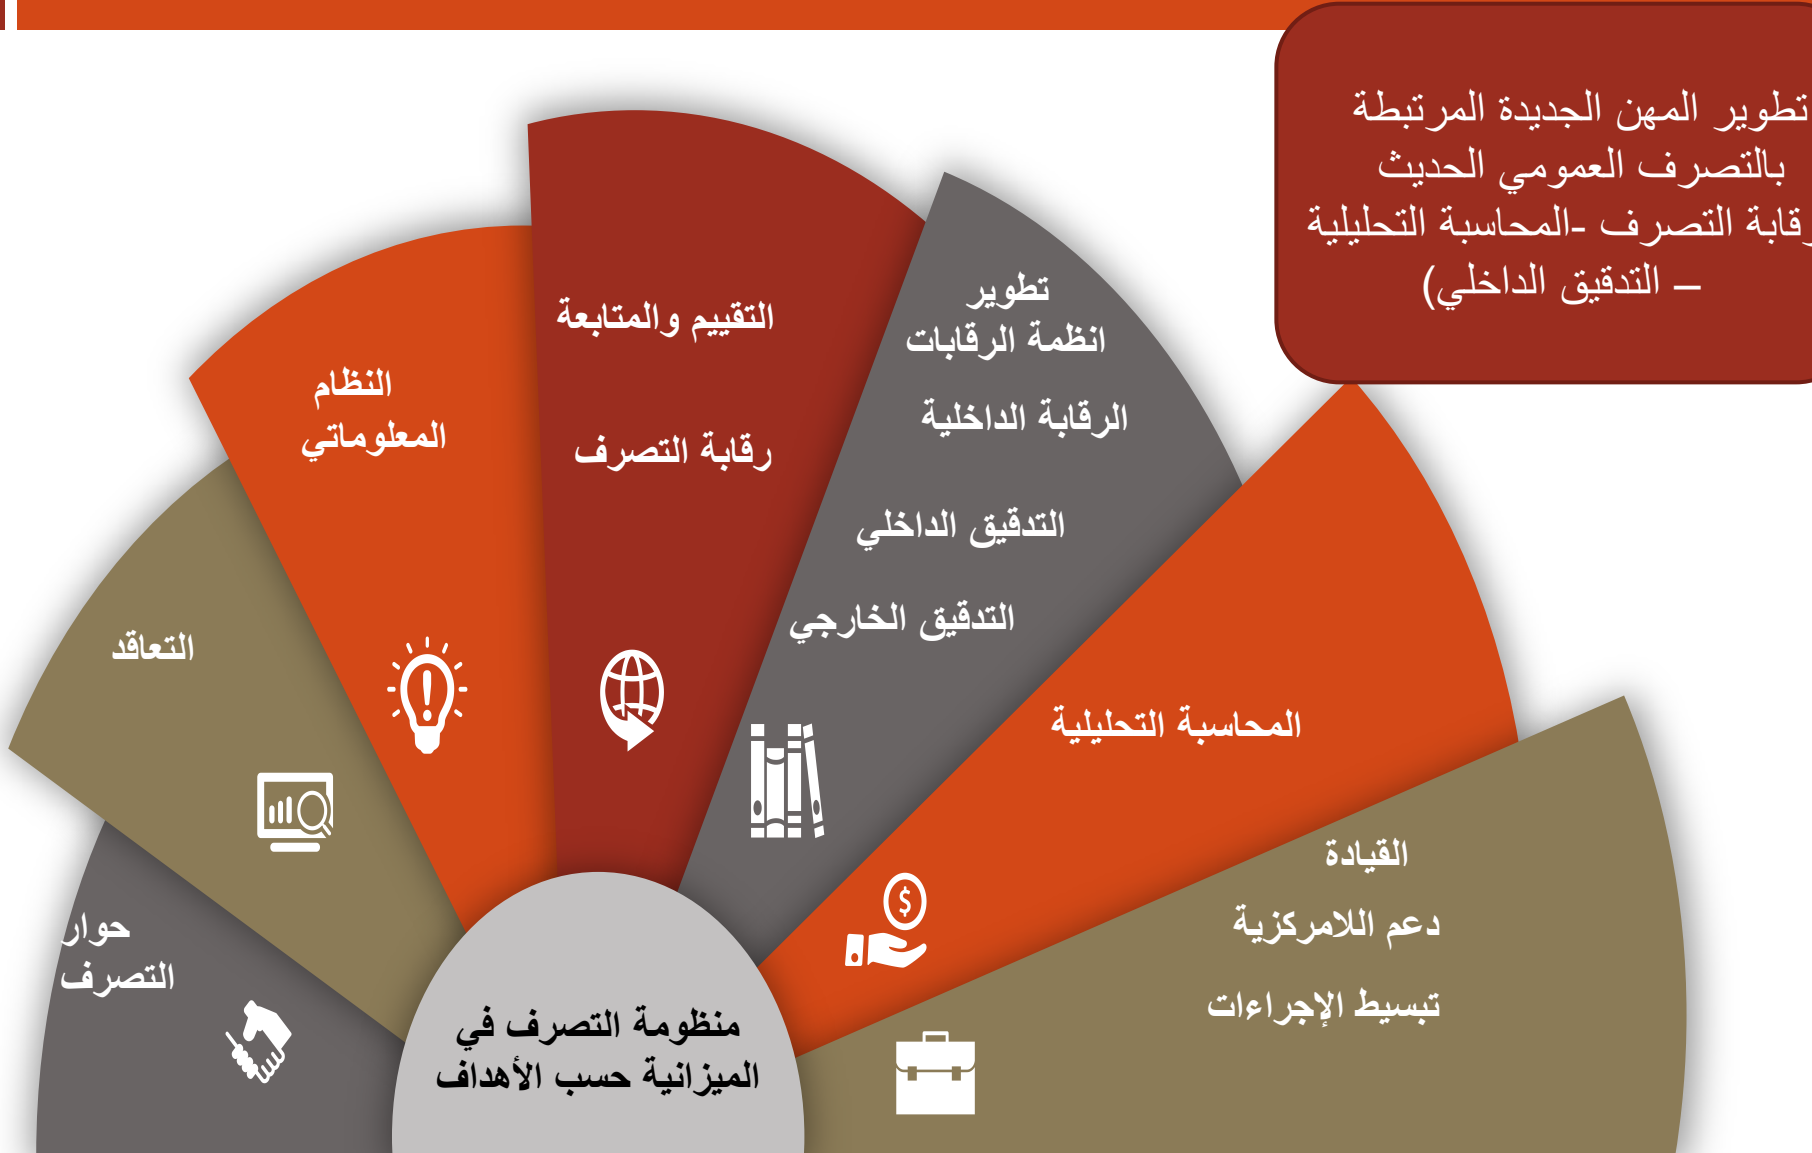 تطوير المهن الجديدة المرتبطة
بالتصرف العمومي الحديث
رقابة التصرف -المحاسبة التحليلية
– التدقيق الداخلي)
تطوير
انظمة الرقابات
الرقابة الداخلية
التدقيق الداخلي
التدقيق الخارجي
التقييم والمتابعة
رقابة التصرف
النظام
المعلوماتي
التعاقد
حوار
التصرف
المحاسبة التحليلية
القيادة
دعم اللامركزية
تبسيط الإجراءات
منظومة التصرف في
الميزانية حسب الأهداف